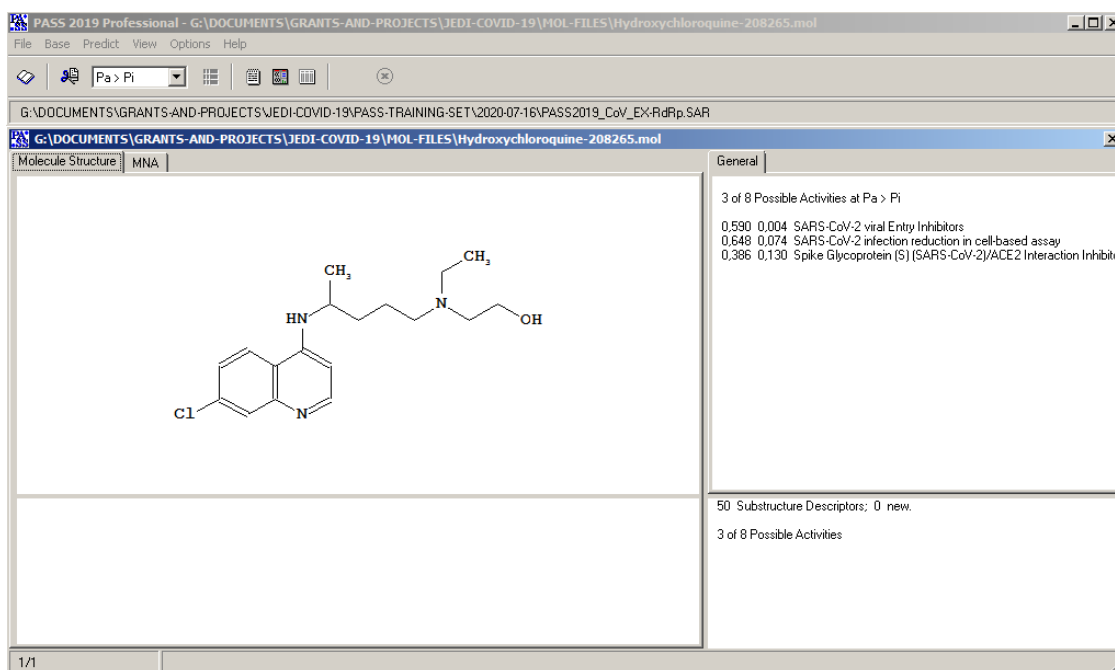 PASS 2019 Professional - G:\DOCUMENTS\GRANTS-AND-PROJECTS\JEDI-COVID-19\MOL-FILES\Hydroxychloroquine-208265.mol
File Base Predict View Options Help
Pa > Pi
G:\DOCUMENTS\GRANTS-AND-PROJECTS\JEDI-COVID-19\PASS-TRAINING-SET\2020-07-16\PASS2019_CoV_EX-RdRp.SAR
G:\DOCUMENTS\GRANTS-AND-PROJECTS\JEDI-COVID-19\MOL-FILES\Hydroxychloroquine-208265.mol
Molecule Structure MNA
General
3 of 8 Possible Activities at Pa > Pi
0,590 0,004 SARS-CoV-2 viral Entry Inhibitors
0,648 0,074 SARS-CoV-2 infection reduction in cell-based assay
0,386 0,130 Spike Glycoprotein (S) (SARS-CoV-2)/ACE2 Interaction Inhibito
CH3
CH3
N
HN
OH
Cl
N
50 Substructure Descriptors; 0 new.
3 of 8 Possible Activities
1/1